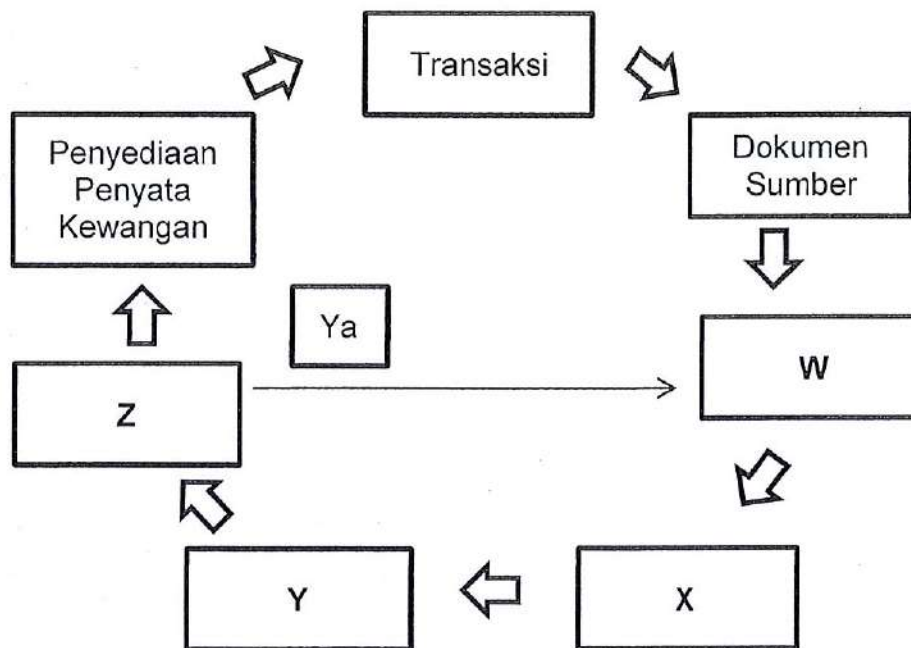 Transaksi
Dokumen
Sumber
W
X
Y
Z
Ya
Penyediaan
Penyata
Kewangan